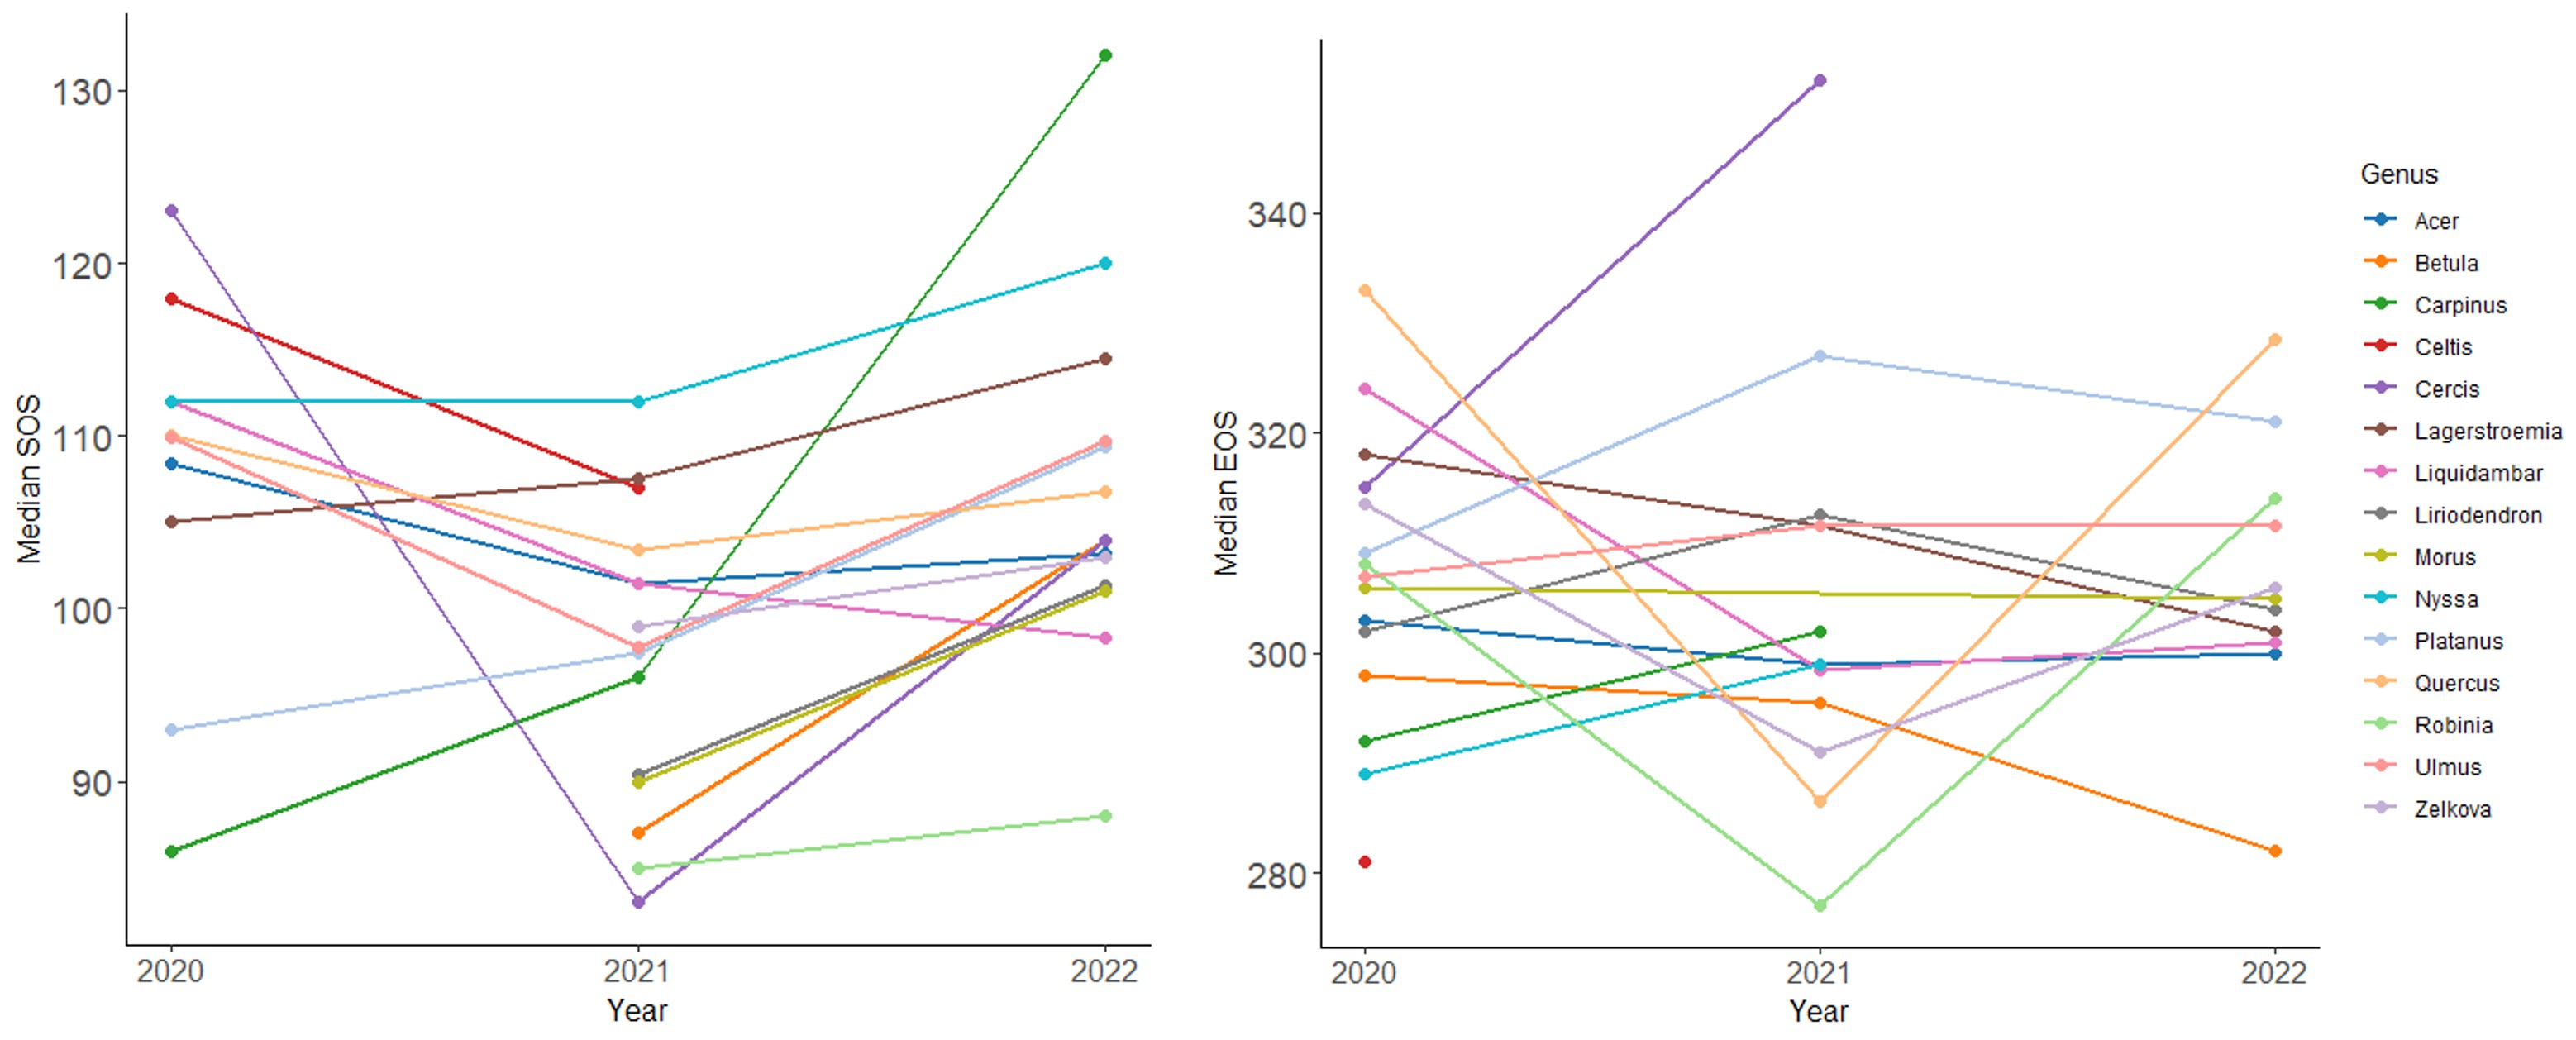 Median SOS
130
120
110
100
90
2020 2021 2022
Year
Median EOS
340
320
300
280
2020 2021 2022
Year
Genus
Acer
Betula
Carpinus
Celtis
Cercis
Lagerstroemia
Liquidambar
Liriodendron
Morus
Nyssa
Platanus
Quercus
Robinia
Ulmus
Zelkova